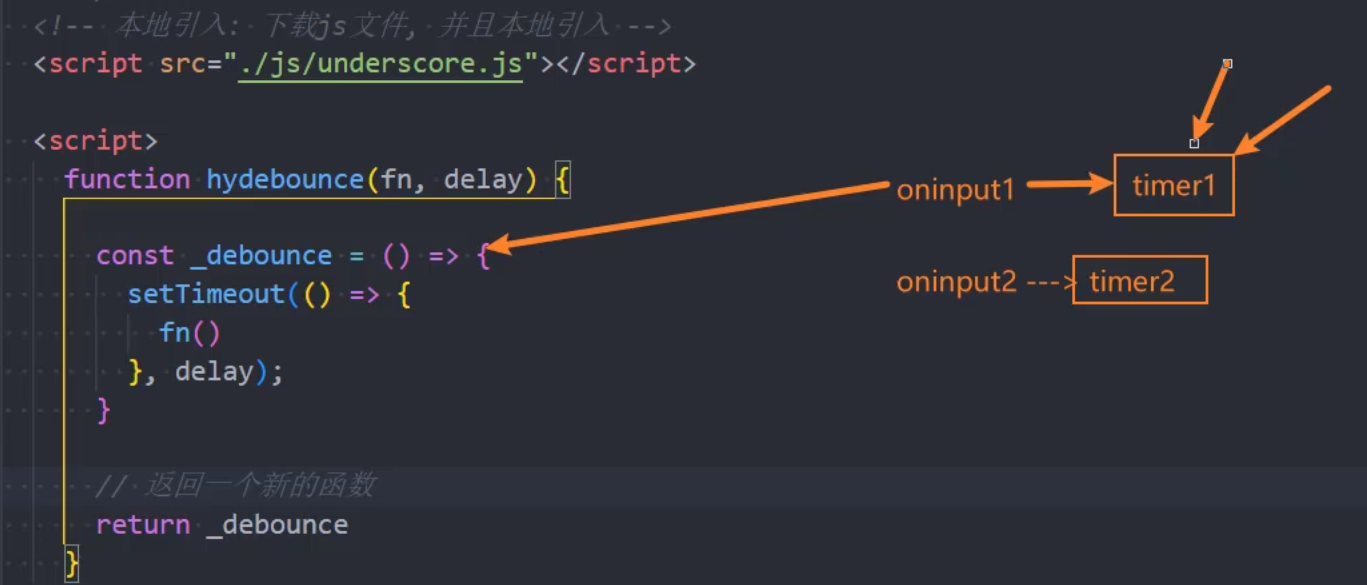 <!-- 本地引入: 下载js文件, 并且本地引入 -->
<script src="./js/underscore.js"></script>
<script>
function hydebounce(fn, delay) {
const _debounce = () => {
setTimeout(() => {
fn()
}, delay);
}
// 返回一个新的函数
return _debounce
}
oninput1
timer1
oninput2 --->
timer2